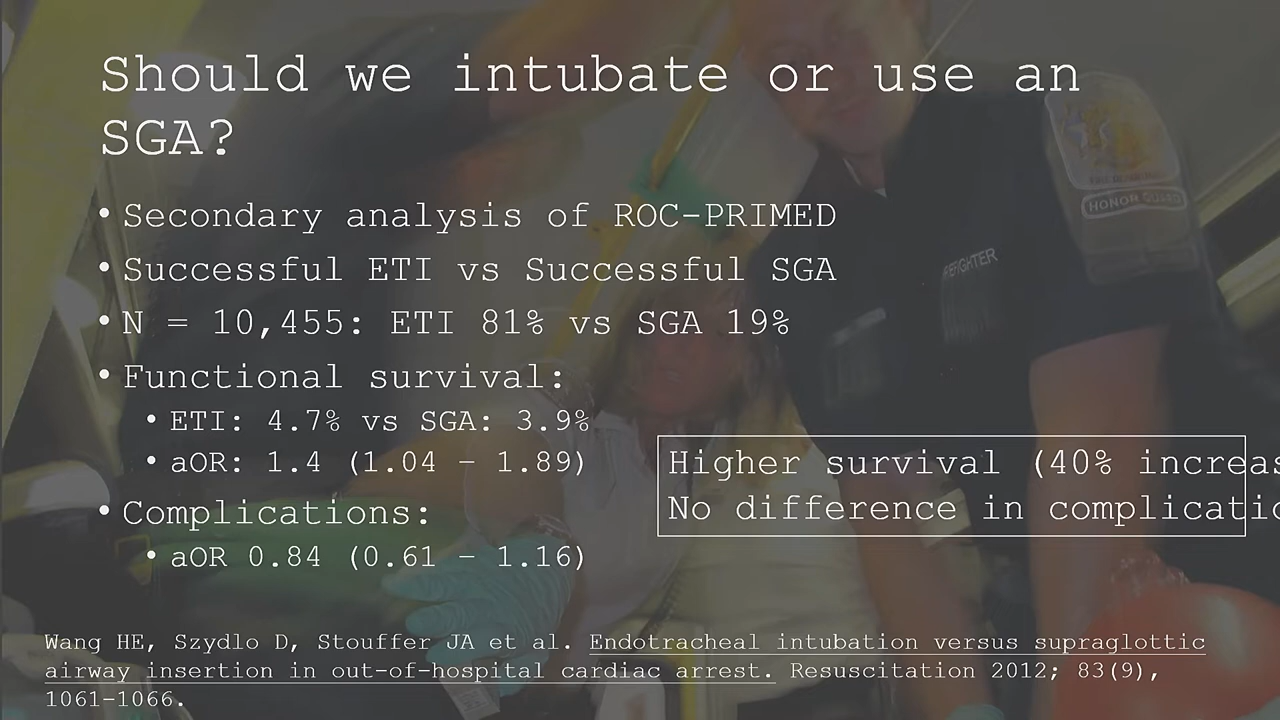 Should we intubate or use an
SGA?
• Secondary analysis of ROC-PRIMED
• Successful ETI vs Successful SGA
• N = 10,455: ETI 81% vs SGA 19%
• Functional survival:
• ETI: 4.7% vs SGA: 3.9%
• aOR: 1.4 (1.04 – 1.89)
Higher survival (40% increas
No difference in complicatio
• Complications:
• aOR 0.84 (0.61 – 1.16)
Wang HE, Szydlo D, Stouffer JA et al. Endotracheal intubation versus supraglottic
airway insertion in out-of-hospital cardiac arrest. Resuscitation 2012; 83(9),
1061-1066.
HONOR GUARD